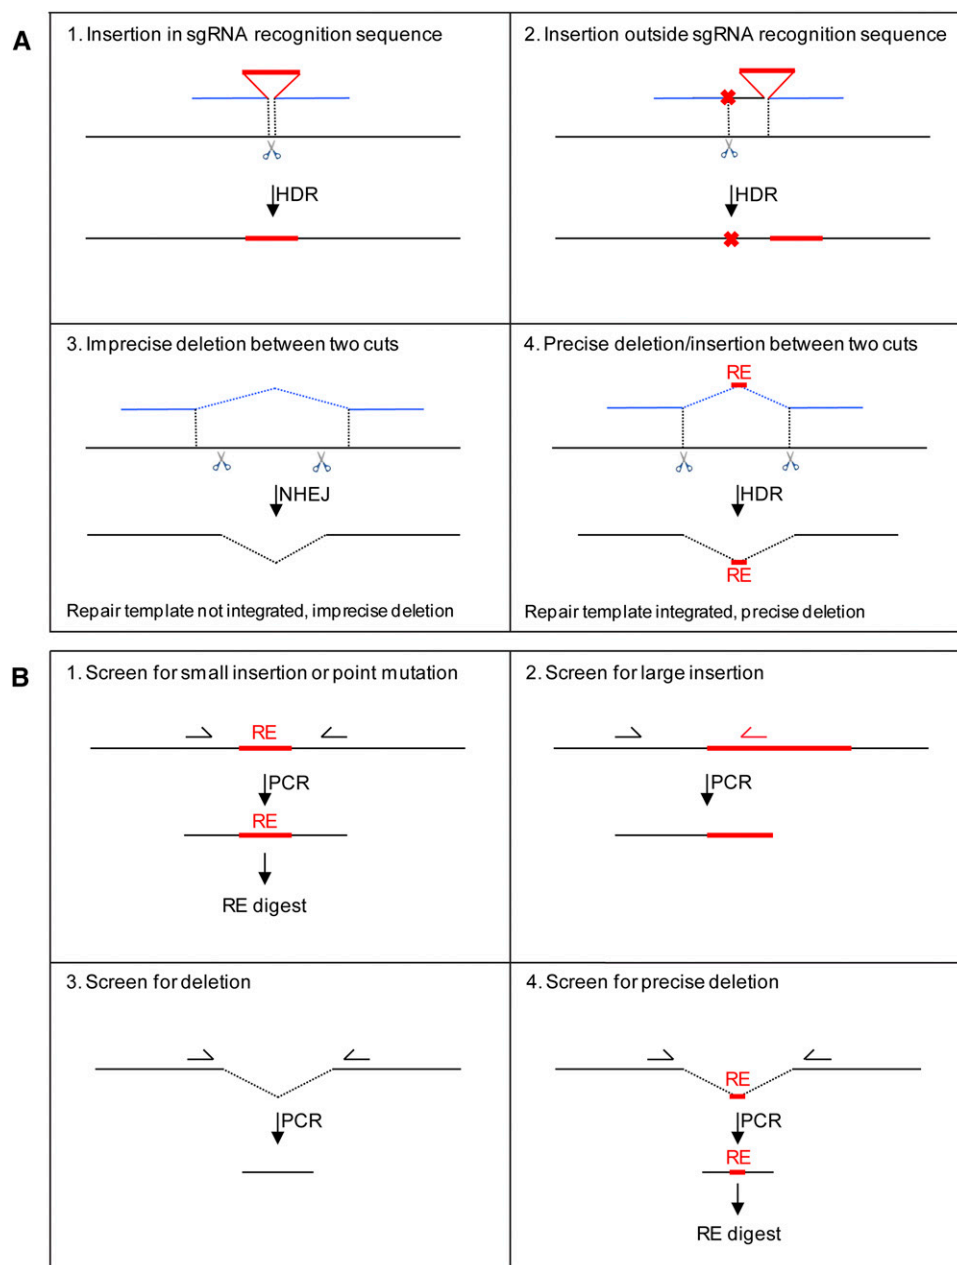 A
1. Insertion in sgRNA recognition sequence
HDR
2. Insertion outside sgRNA recognition sequence
HDR
3. Imprecise deletion between two cuts
NHEJ
Repair template not integrated, imprecise deletion
4. Precise deletion/insertion between two cuts
RE
HDR
RE
Repair template integrated, precise deletion
B
1. Screen for small insertion or point mutation
RE
PCR
RE
RE digest
2. Screen for large insertion
PCR
3. Screen for deletion
PCR
4. Screen for precise deletion
RE
PCR
RE
RE digest